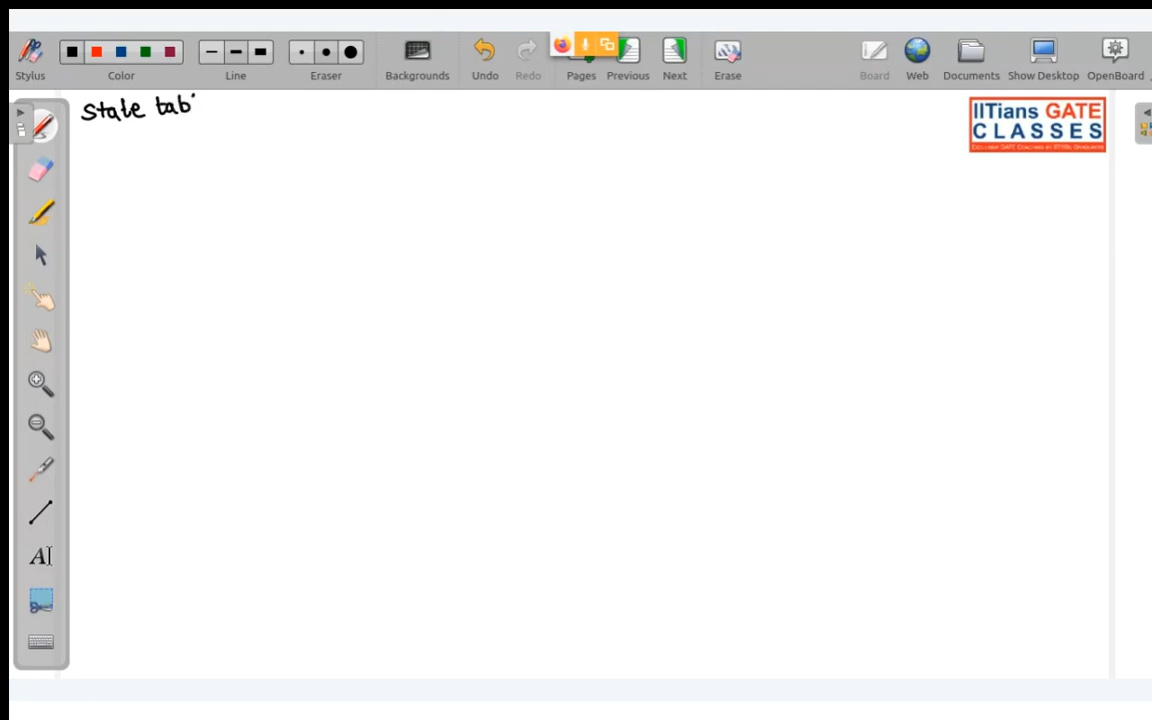 Stylus
Color
Line
Eraser
Backgrounds
Undo
Redo
Pages
Previous
Next
Erase
Board
Web
Documents
Show Desktop
OpenBoard
State tab
IITians GATE
CLASSES